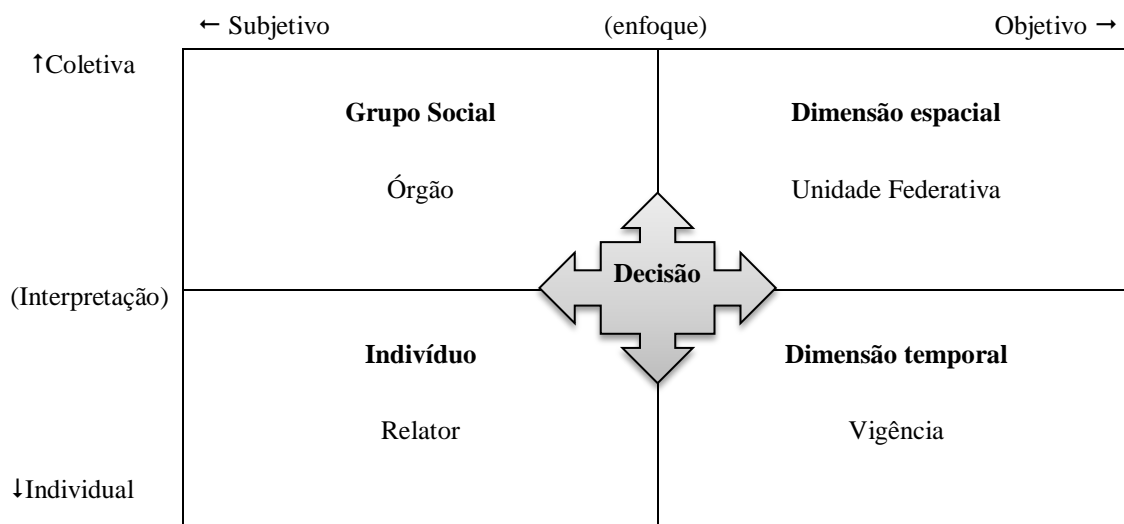 ← Subjetivo (enfoque) Objetivo →
↑Coletiva
Grupo Social Dimensão espacial
Órgão Unidade Federativa
Decisão
(Interpretação)
Indivíduo Dimensão temporal
Relator Vigência
↓Individual